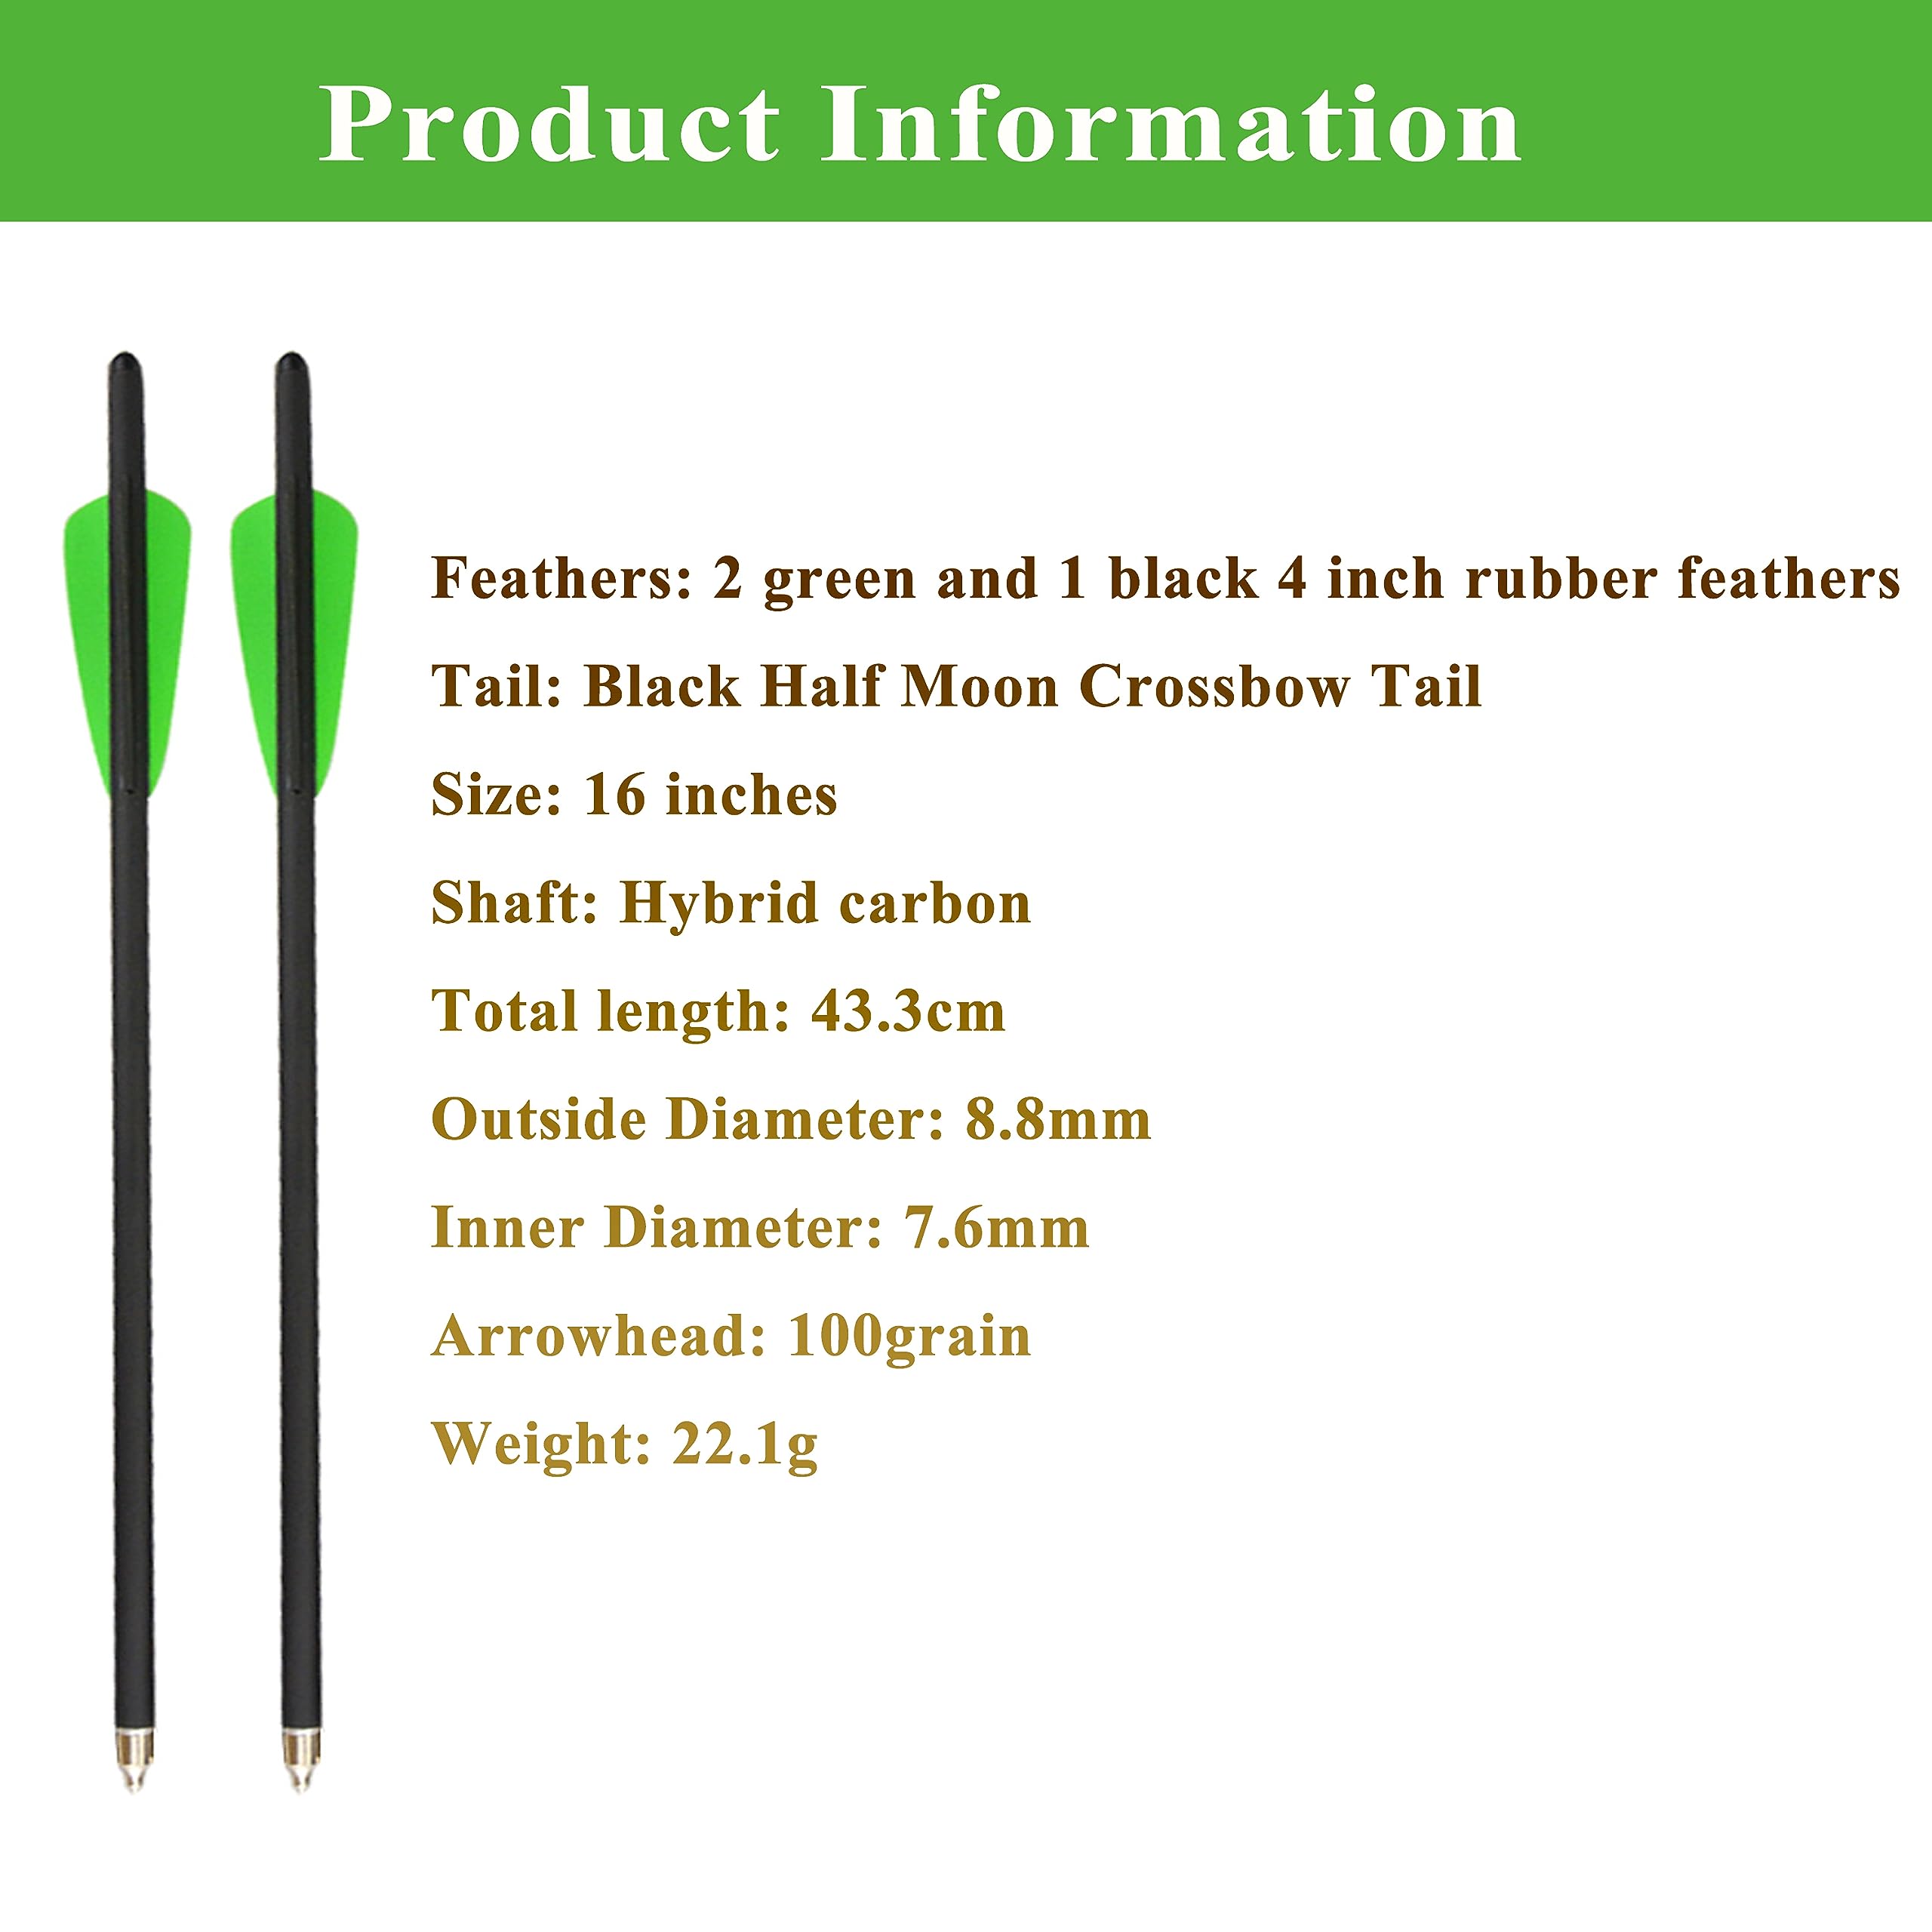 Product Information
Feathers: 2 green and 1 black 4 inch rubber feathers
Tail: Black Half Moon Crossbow Tail
Size: 16 inches
Shaft: Hybrid carbon
Total length: 43.3cm
Outside Diameter: 8.8mm
Inner Diameter: 7.6mm
Arrowhead: 100grain
Weight: 22.1g